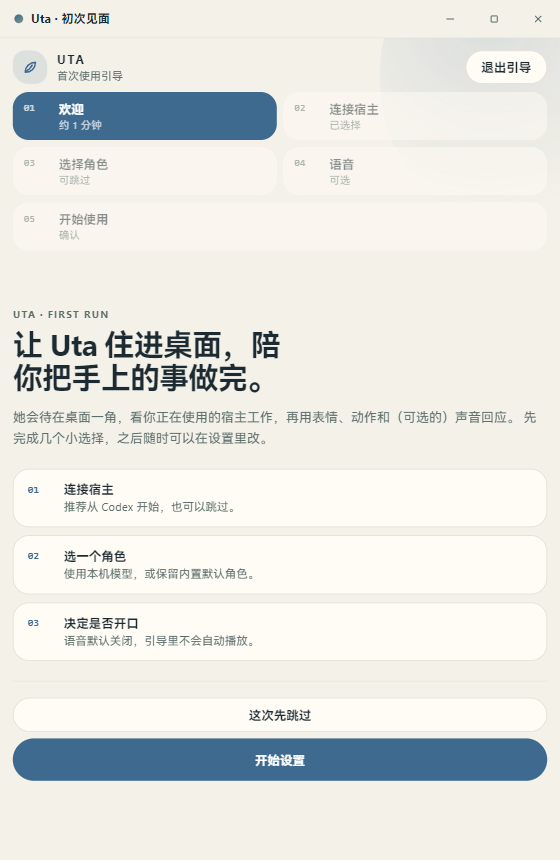 Uta · 初次见面
UTA
首次使用引导
退出引导
01 欢迎
约 1 分钟
02 连接宿主
已选择
03 选择角色
可跳过
04 语音
可选
05 开始使用
确认
UTA · FIRST RUN
让 Uta 住进桌面，陪
你把手上的事做完。
她会待在桌面一角，看你正在使用的宿主工作，再用表情、动作和（可选的）声音回应。 先
完成几个小选择，之后随时可以在设置里改。
01 连接宿主
推荐从 Codex 开始，也可以跳过。
02 选一个角色
使用本机模型，或保留内置默认角色。
03 决定是否开口
语音默认关闭，引导里不会自动播放。
这次先跳过
开始设置